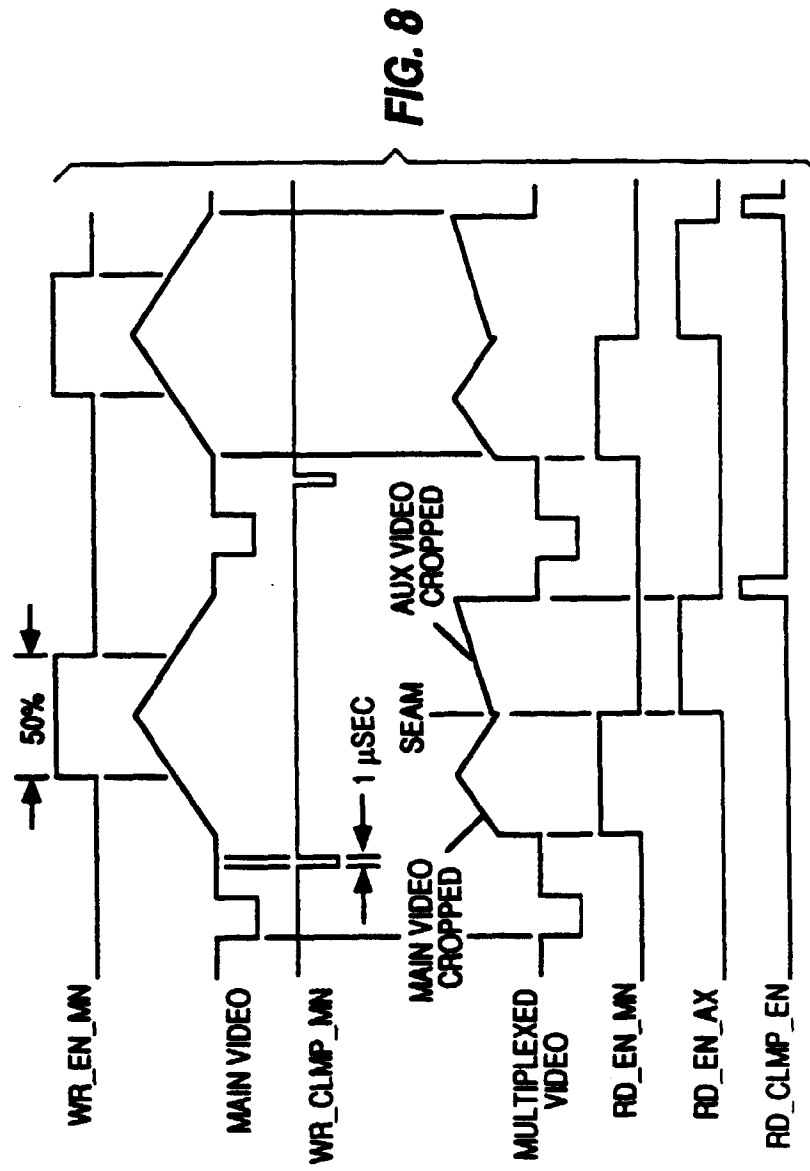 50%
WR_EN_MN
MAIN VIDEO
WR_CLMP_MN
1 μSEC
SEAM
MAIN VIDEO
CROPPED
AUX VIDEO
CROPPED
MULTIPLEXED
VIDEO
RD_EN_MN
RD_EN_AX
RD_CLMP_EN
FIG. 8